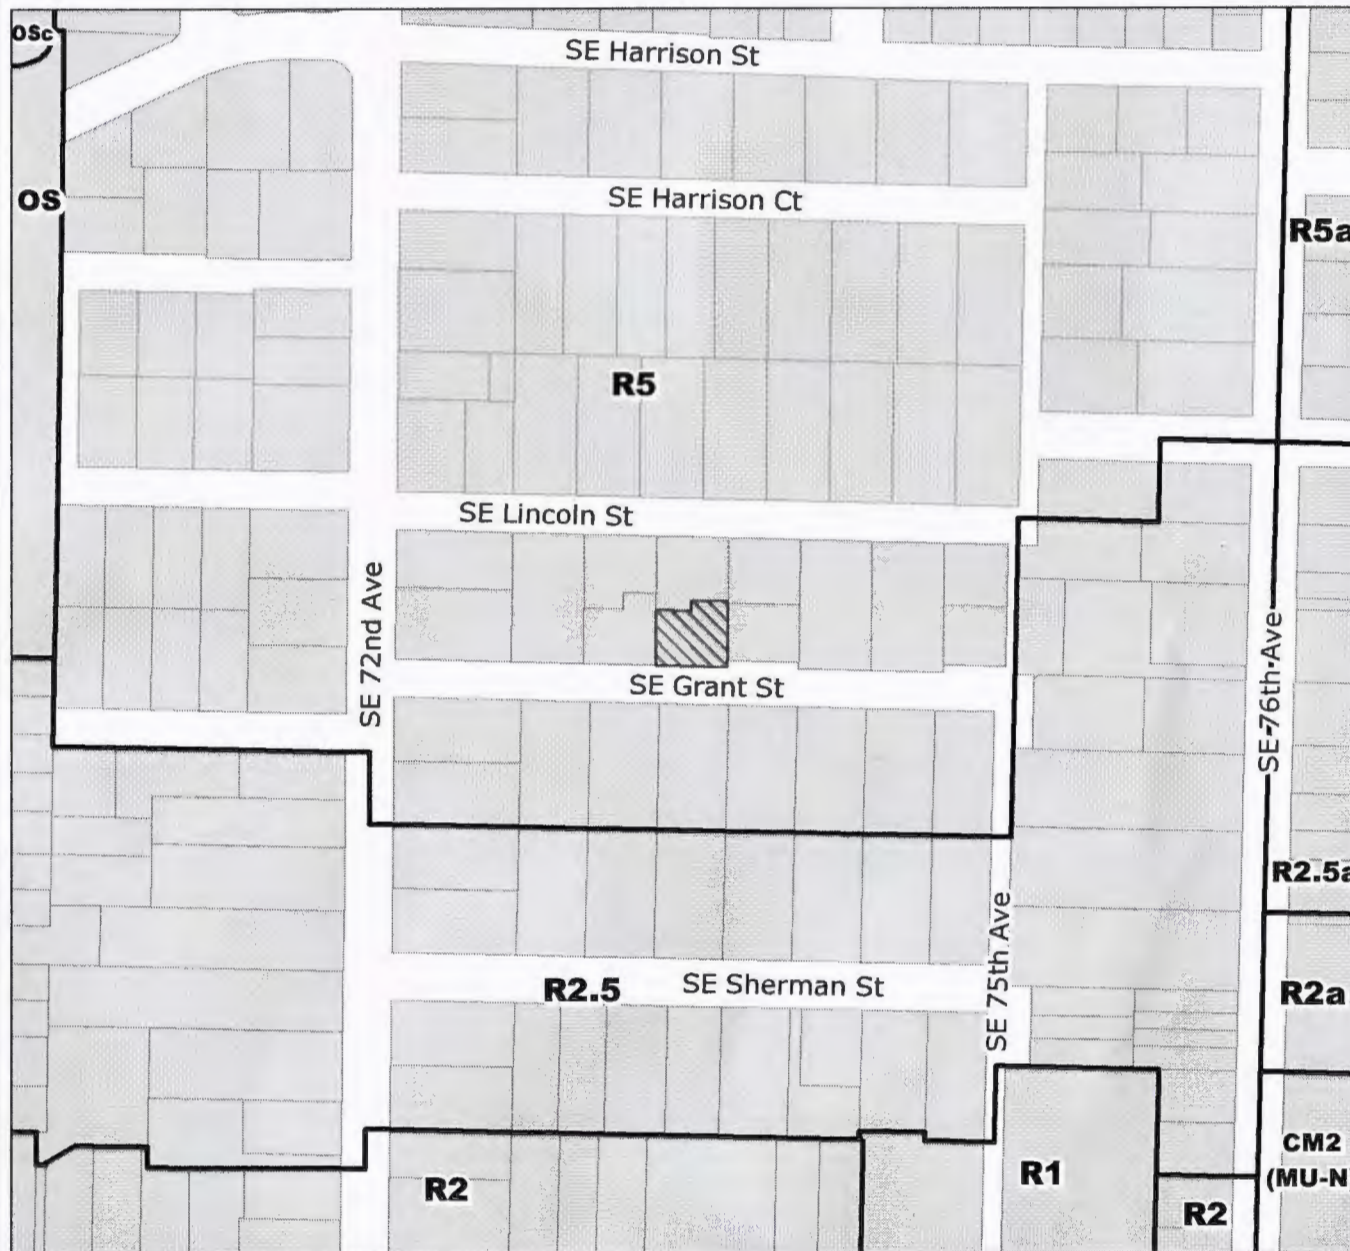 OSc
SE Harrison St
SE Harrison Ct
OS
R5a
R5
SE Lincoln St
SE 72nd Ave
SE Grant St
SE 76th Ave
R2.5a
SE 75th Ave
R2.5
SE Sherman St
R2a
R2
R1
CM2
(MU-N
R2